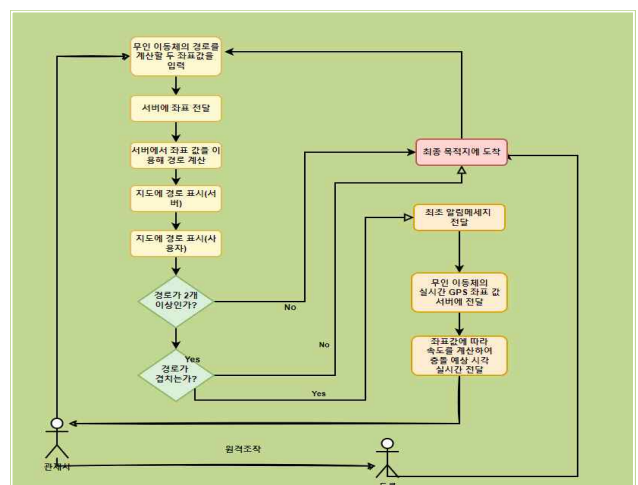 무인 이동체의 경로를
계산할 두 좌표값을
입력
서버에 좌표 전달
서버에서 좌표 값을 이
용해 경로 계산
지도에 경로 표시(서
버)
지도에 경로 표시(사
용자)
경로가 2개
이상인가?
No
Yes
경로가
겹치는가?
No
Yes
최종 목적지에 도착
최조 알림메세지
전달
무인 이동체의
실시간 GPS 좌표 값
서버에 전달
좌표값에 따라
속도를 계산하여
충돌 예상 시각
실시간 전달
관제사
원격조작